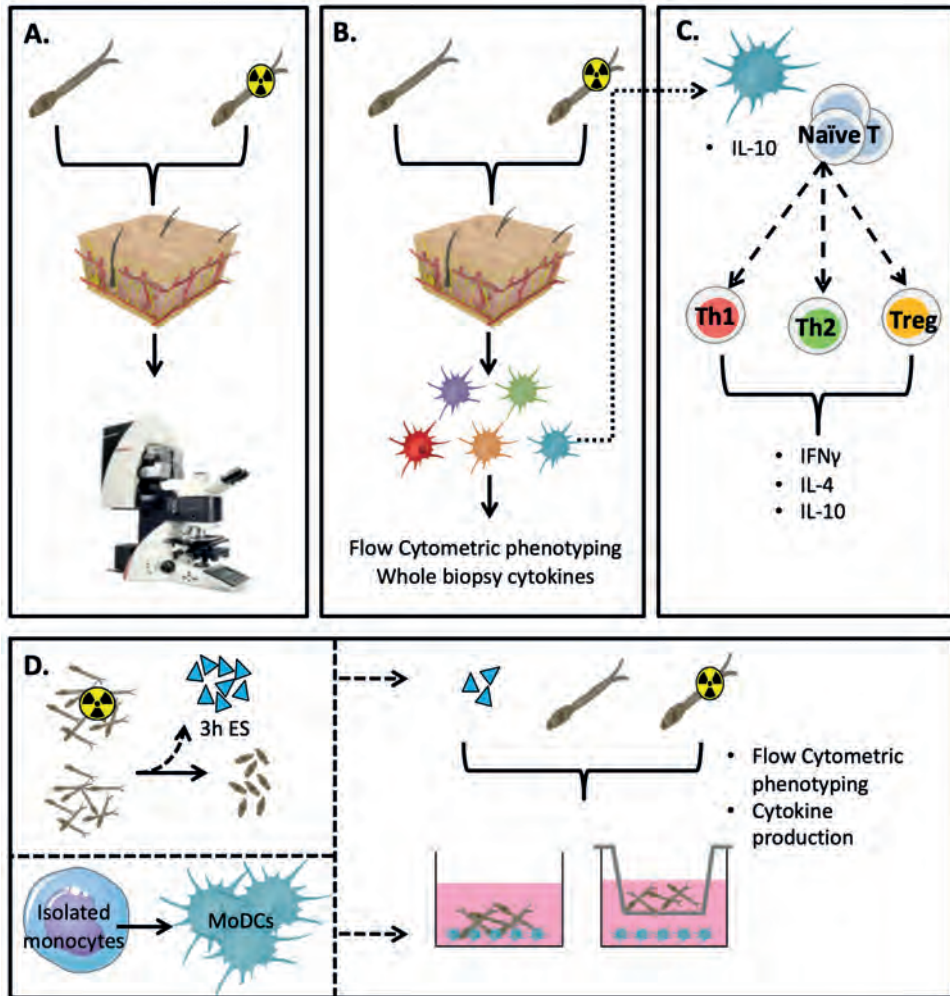 A.
B.
Flow Cytometric phenotyping
Whole biopsy cytokines
C.
• IL-10
Naïve T
Th1
Th2
Treg
• IFNγ
• IL-4
• IL-10
D.
3h ES
Isolated
monocytes
MoDCs
• Flow Cytometric
phenotyping
• Cytokine
production